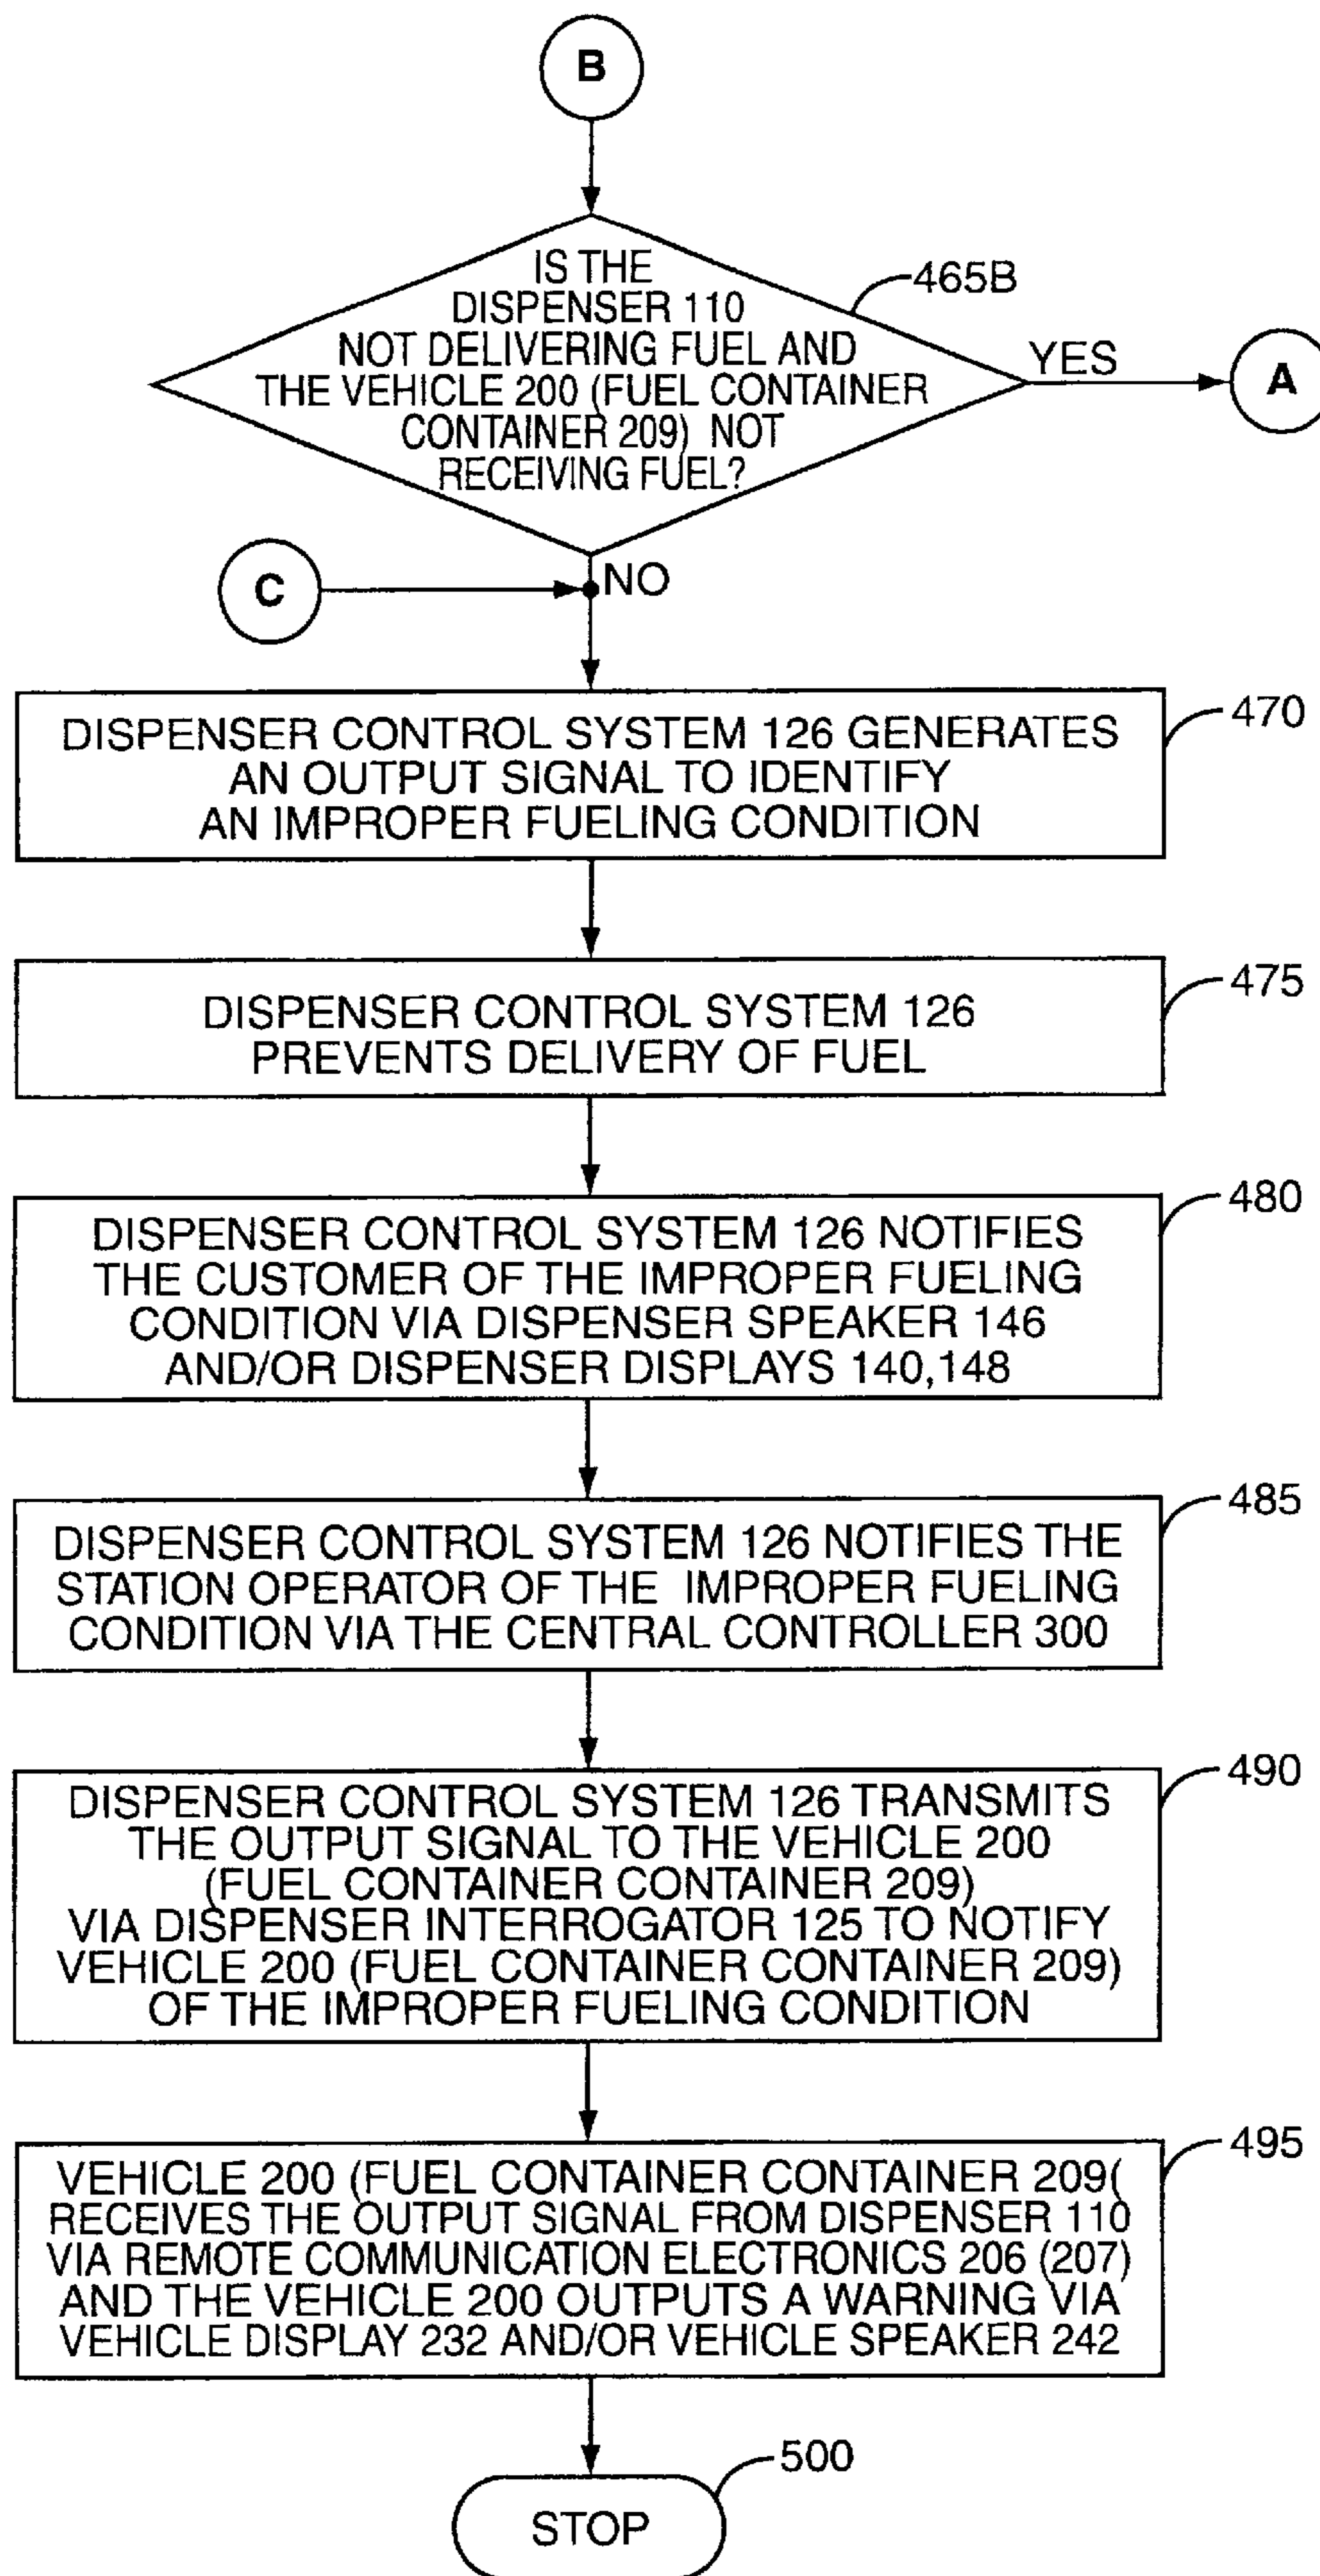 B
IS THE
DISPENSER 110
NOT DELIVERING FUEL AND
THE VEHICLE 200 (FUEL CONTAINER
CONTAINER 209) NOT
RECEIVING FUEL?
465B
YES
A
C
NO
DISPENSER CONTROL SYSTEM 126 GENERATES
AN OUTPUT SIGNAL TO IDENTIFY
AN IMPROPER FUELING CONDITION
470
DISPENSER CONTROL SYSTEM 126
PREVENTS DELIVERY OF FUEL
475
DISPENSER CONTROL SYSTEM 126 NOTIFIES
THE CUSTOMER OF THE IMPROPER FUELING
CONDITION VIA DISPENSER SPEAKER 146
AND/OR DISPENSER DISPLAYS 140,148
480
DISPENSER CONTROL SYSTEM 126 NOTIFIES THE
STATION OPERATOR OF THE IMPROPER FUELING
CONDITION VIA THE CENTRAL CONTROLLER 300
485
DISPENSER CONTROL SYSTEM 126 TRANSMITS
THE OUTPUT SIGNAL TO THE VEHICLE 200
(FUEL CONTAINER CONTAINER 209)
VIA DISPENSER INTERROGATOR 125 TO NOTIFY
VEHICLE 200 (FUEL CONTAINER CONTAINER 209)
OF THE IMPROPER FUELING CONDITION
490
VEHICLE 200 (FUEL CONTAINER CONTAINER 209(
RECEIVES THE OUTPUT SIGNAL FROM DISPENSER 110
VIA REMOTE COMMUNICATION ELECTRONICS 206 (207)
AND THE VEHICLE 200 OUTPUTS A WARNING VIA
VEHICLE DISPLAY 232 AND/OR VEHICLE SPEAKER 242
495
STOP
500